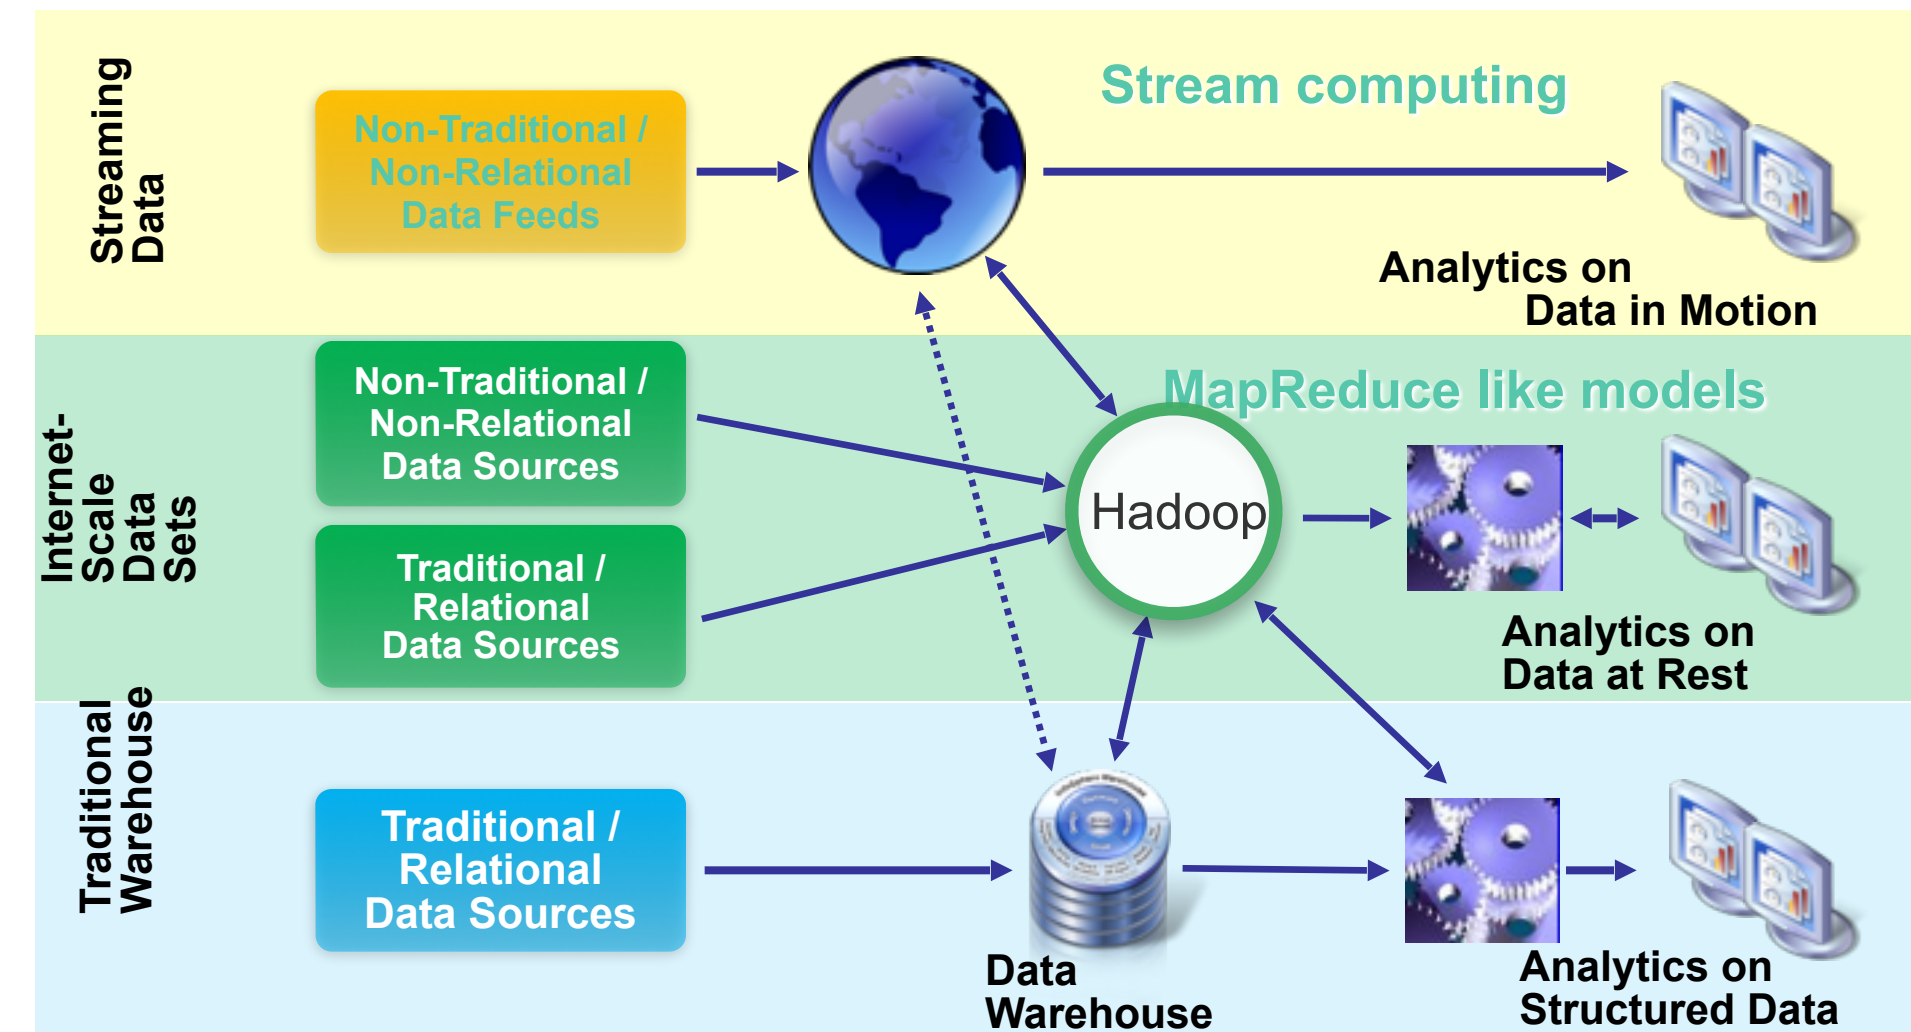 Streaming
Data
Non-Traditional /
Non-Relational
Data Feeds
Stream computing
Analytics on
Data in Motion
Internet-
Scale
Data
Sets
Non-Traditional /
Non-Relational
Data Sources
Traditional /
Relational
Data Sources
MapReduce like models
Hadoop
Analytics on
Data at Rest
Traditional
Warehouse
Traditional /
Relational
Data Sources
Data
Warehouse
Analytics on
Structured Data